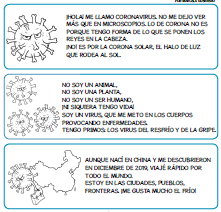 ¡HOLA! ME LLAMO CORONAVIRUS. NO ME DEJO VER
MÁS QUE EN MICROSCOPIOS. LO DE CORONA NO ES
PORQUE TENGO FORMA DE LO QUE SE PONEN LOS
REYES EN LA CABEZA.
¡NO! ES POR LA CORONA SOLAR, EL HALO DE LUZ
QUE RODEA AL SOL.
NO SOY UN ANIMAL,
NO SOY UNA PLANTA,
NO SOY UN SER HUMANO,
¡NI SIQUIERA TENGO VIDA!
SOY UN VIRUS, QUE ME METO EN LOS CUERPOS
PROVOCANDO ENFERMEDADES.
TENGO PRIMOS: LOS VIRUS DEL RESFRÍO Y DE LA GRIPE.
AUNQUE NACÍ EN CHINA Y ME DESCUBRIERON
EN DICIEMBRE DE 2019, VIAJÉ RÁPIDO POR
TODO EL MUNDO.
ESTOY EN LAS CIUDADES, PUEBLOS,
FRONTERAS. ¡ME GUSTA MUCHO IR!